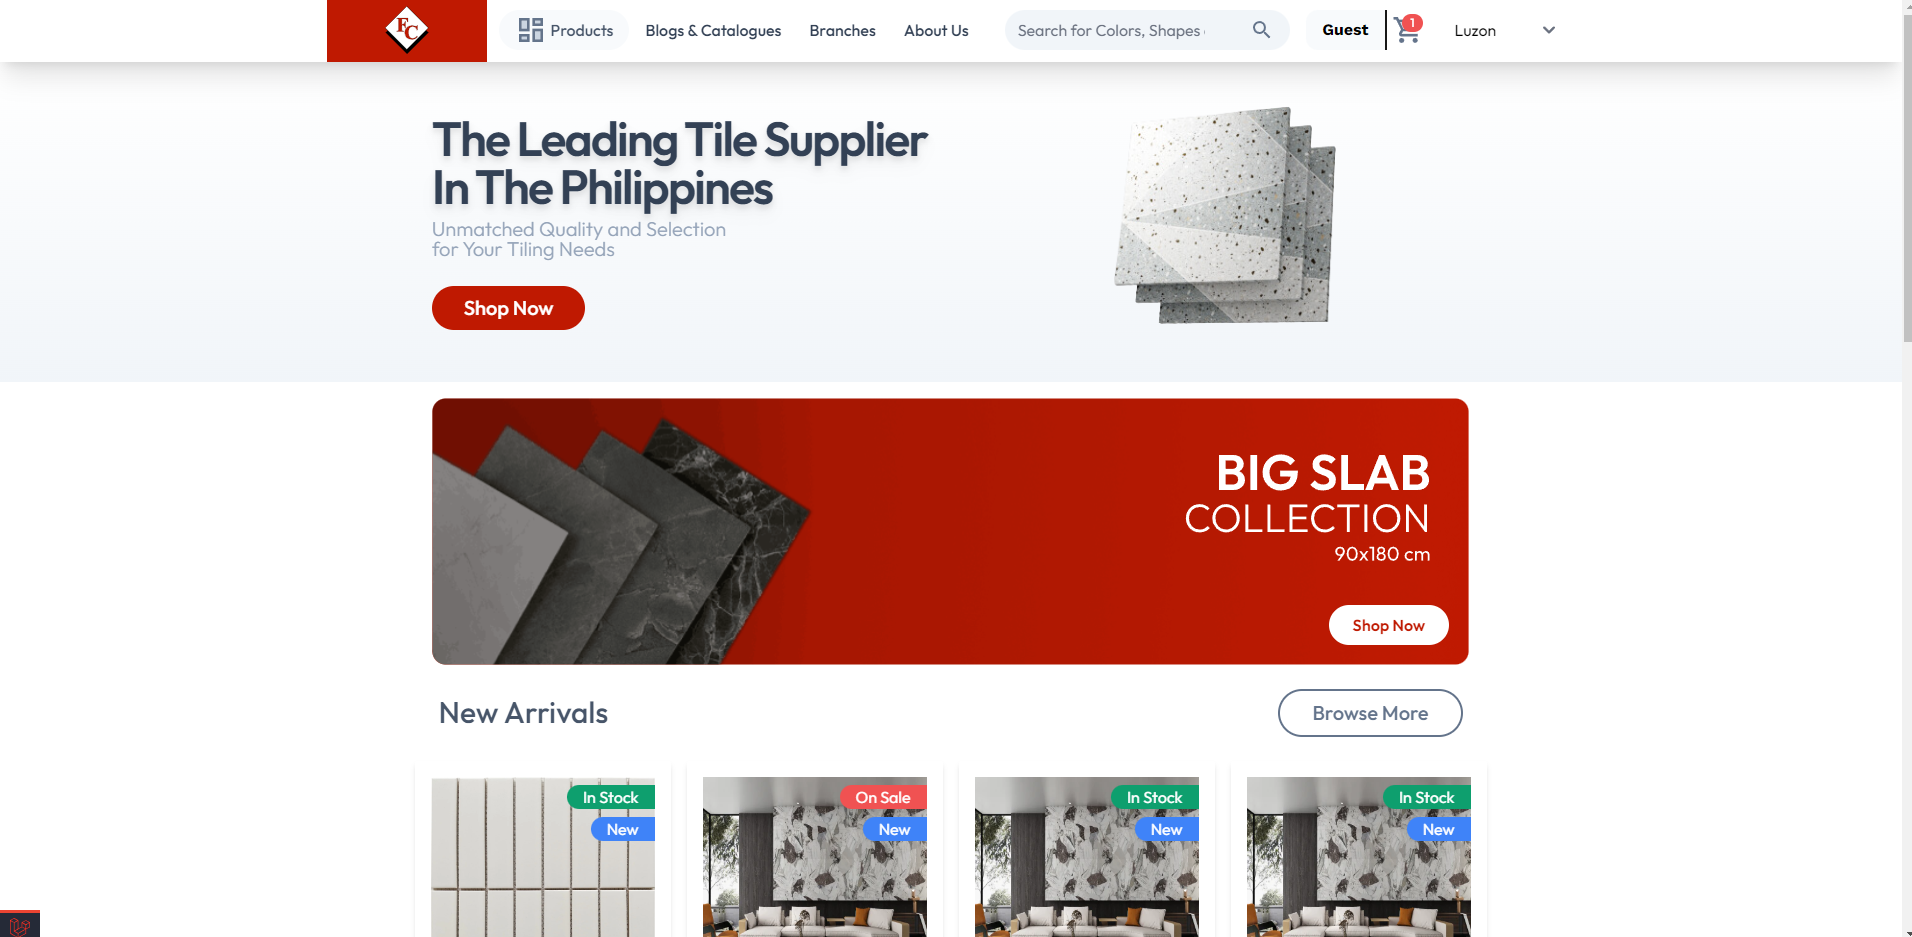 FC
Products
Blogs & Catalogues
Branches
About Us
Search for Colors, Shapes
Guest
1
Luzon
The Leading Tile Supplier
In The Philippines
Unmatched Quality and Selection
for Your Tiling Needs
Shop Now
BIG SLAB
COLLECTION
90x180 cm
Shop Now
New Arrivals
Browse More
In Stock
New
On Sale
New
In Stock
New
In Stock
New